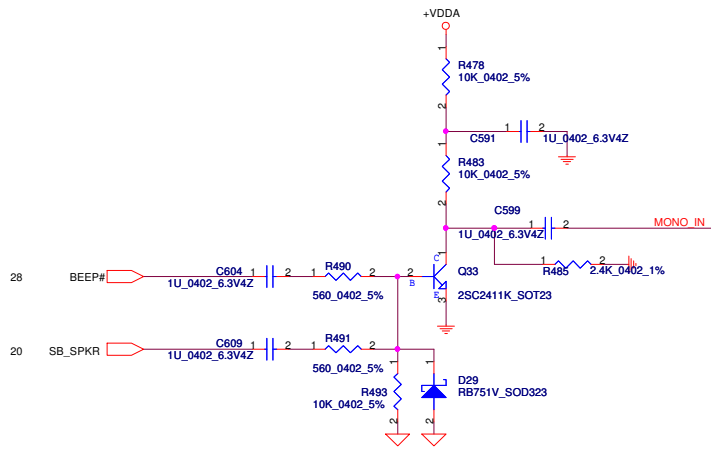 +VDDA
1
R478
10K_0402_5%
2
1 2
C591 1U_0402_6.3V4Z
1
R483
10K_0402_5%
2
C599
1 2 MONO_IN
1U_0402_6.3V4Z
1
C
R485 1 2 2.4K_0402_1%
28 BEEP# C604 1 2 1 R490 2 2 B Q33
1U_0402_6.3V4Z 560_0402_5% E 2SC2411K_SOT23
3
20 SB_SPKR C609 1 2 1 R491 2
1U_0402_6.3V4Z 560_0402_5%
1 1
R493 D29
10K_0402_5% RB751V_SOD323
2 2